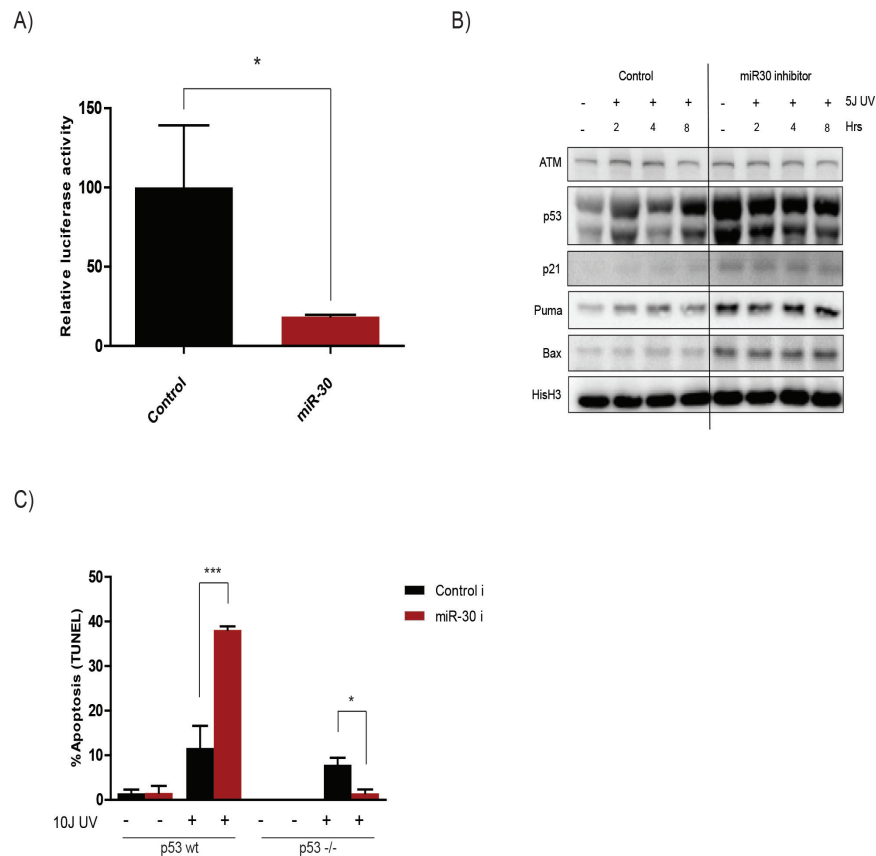 A)
*
150
100
50
0
Relative luciferase activity
Control
miR-30
B)
Control miR30 inhibitor
- + + + - + + + 5J UV
- 2 4 8 - 2 4 8 Hrs
ATM
p53
p21
Puma
Bax
HisH3
C)
50
40
30
20
10
0
%Apoptosis (TUNEL)
***
*
Control i
miR-30 i
10J UV - - + + - - + +
p53 wt p53 -/-